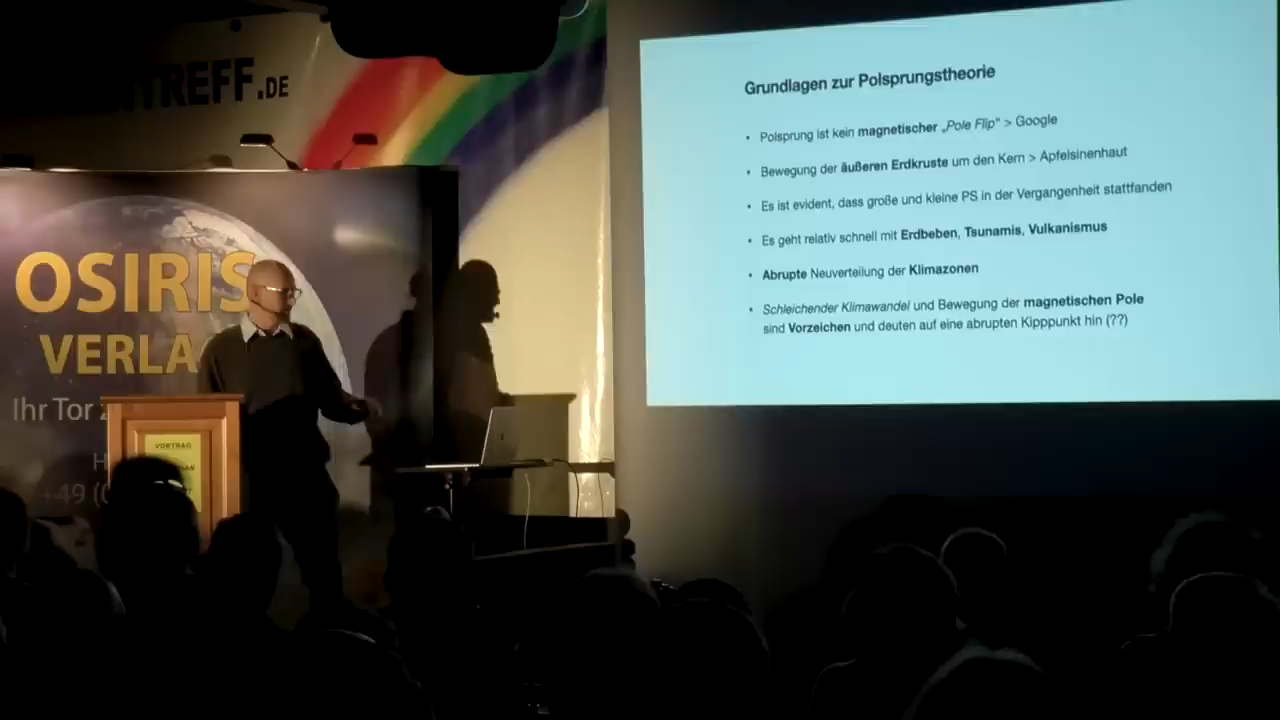 TREFF.DE
OSIRIS
VERLA
Ihr Tor
+49 (0
VORTRAG
Grundlagen zur Polsprungstheorie
• Polsprung ist kein magnetischer „Pole Flip“ > Google
• Bewegung der äußeren Erdkruste um den Kern > Apfelsinenhaut
• Es ist evident, dass große und kleine PS in der Vergangenheit stattfanden
• Es geht relativ schnell mit Erdbeben, Tsunamis, Vulkanismus
• Abrupte Neuverteilung der Klimazonen
• Schleichender Klimawandel und Bewegung der magnetischen Pole
sind Vorzeichen und deuten auf eine abrupten Kipppunkt hin (??)